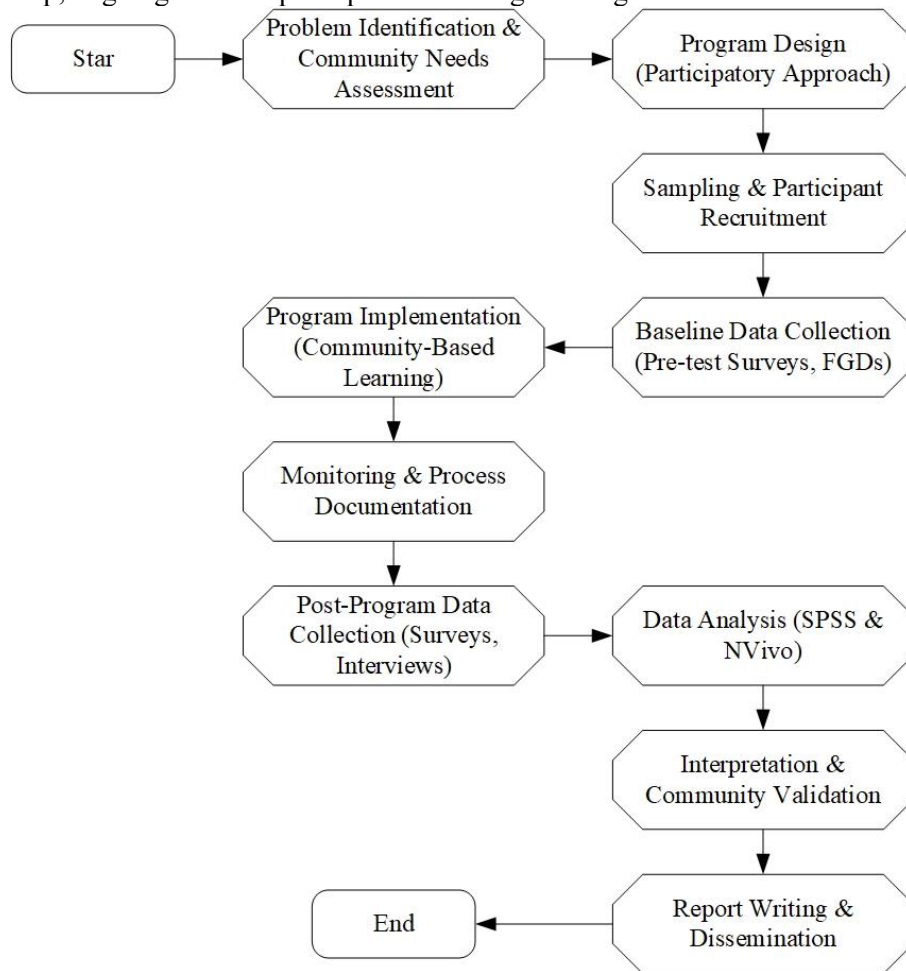 Star
Problem Identification &
Community Needs
Assessment
Program Design
(Participatory Approach)
Sampling & Participant
Recruitment
Baseline Data Collection
(Pre-test Surveys, FGDs)
Program Implementation
(Community-Based
Learning)
Monitoring & Process
Documentation
Post-Program Data
Collection (Surveys,
Interviews)
Data Analysis (SPSS &
NVivo)
Interpretation &
Community Validation
Report Writing &
Dissemination
End